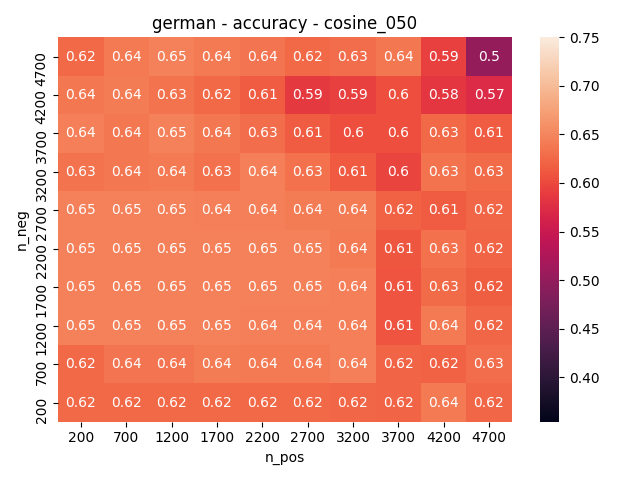 german - accuracy - cosine_050
4700 0.62 0.64 0.65 0.64 0.64 0.62 0.63 0.64 0.59 0.5
4200 0.64 0.64 0.63 0.62 0.61 0.59 0.59 0.6 0.58 0.57
3700 0.64 0.64 0.65 0.64 0.63 0.61 0.6 0.6 0.63 0.61
3200 0.63 0.64 0.64 0.63 0.64 0.63 0.61 0.6 0.63 0.63
2700 0.65 0.65 0.65 0.64 0.64 0.64 0.64 0.62 0.61 0.62
2200 0.65 0.65 0.65 0.65 0.65 0.65 0.64 0.61 0.63 0.62
1700 0.65 0.65 0.65 0.65 0.65 0.65 0.64 0.61 0.63 0.62
1200 0.65 0.65 0.65 0.65 0.64 0.64 0.64 0.61 0.64 0.62
700 0.62 0.64 0.64 0.64 0.64 0.64 0.64 0.62 0.62 0.63
200 0.62 0.62 0.62 0.62 0.62 0.62 0.62 0.62 0.64 0.62
200 700 1200 1700 2200 2700 3200 3700 4200 4700
n_pos
n_neg
0.75
0.70
0.65
0.60
0.55
0.50
0.45
0.40